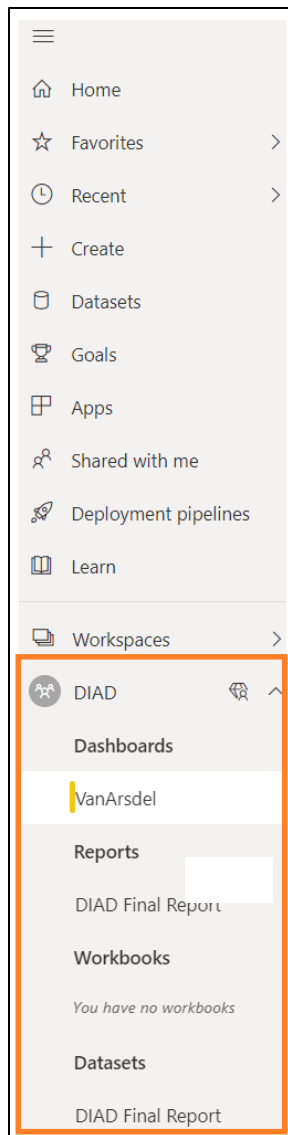 Home
Favorites
Recent
Create
Datasets
Goals
Apps
Shared with me
Deployment pipelines
Learn
Workspaces
DIAD
Dashboards
VanArsdel
Reports
DIAD Final Report
Workbooks
You have no workbooks
Datasets
DIAD Final Report